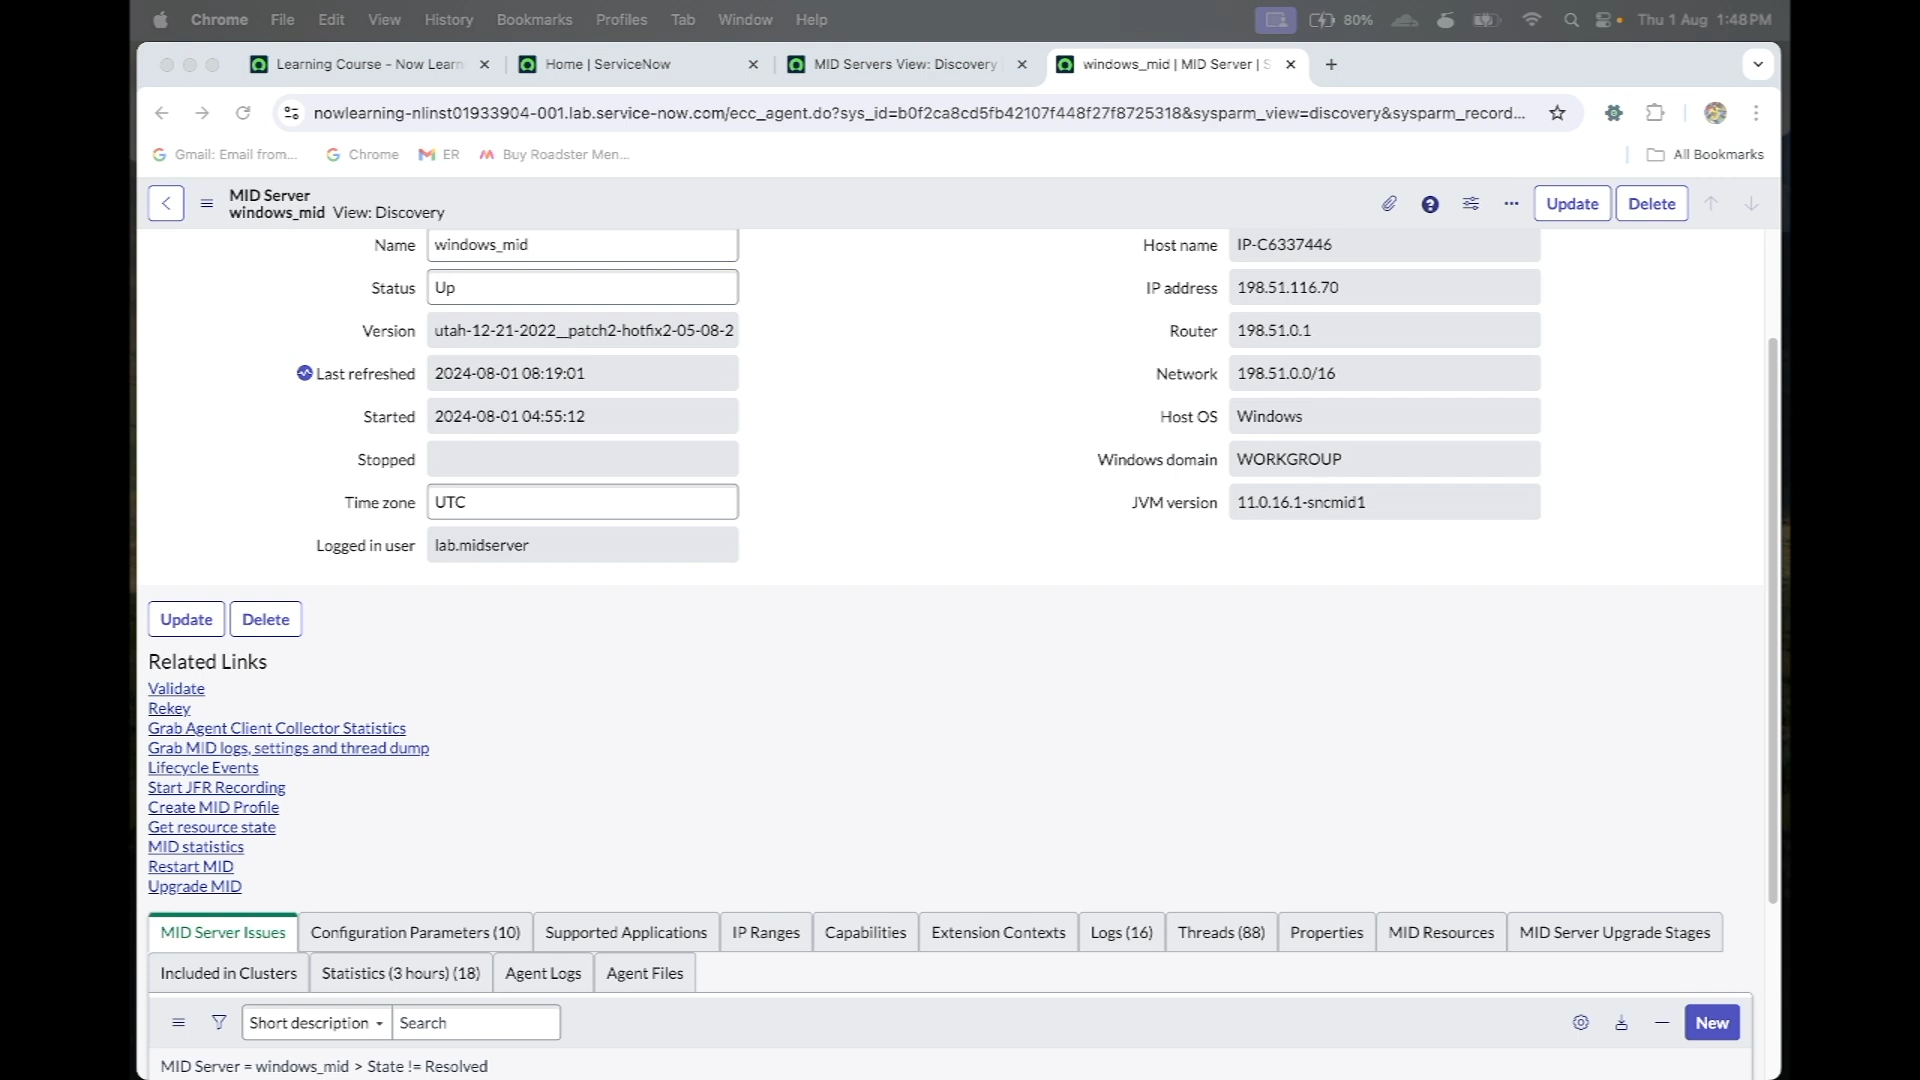 Chrome File Edit View History Bookmarks Profiles Tab Window Help 80% Thu 1 Aug 1:48 PM
Learning Course - Now Learn Home | ServiceNow MID Servers View: Discovery windows_mid | MID Server | S
nowlearning-nlinst01933904-001.lab.service-now.com/ecc_agent.do?sys_id=b0f2ca8cd5fb42107f448f27f8725318&sysparm_view=discovery&sysparm_record...
Gmail: Email from... Chrome ER Buy Roadster Men... All Bookmarks
MID Server
windows_mid View: Discovery
Update Delete
Name windows_mid Host name IP-C6337446
Status Up IP address 198.51.116.70
Version utah-12-21-2022__patch2-hotfix2-05-08-2 Router 198.51.0.1
Last refreshed 2024-08-01 08:19:01 Network 198.51.0.0/16
Started 2024-08-01 04:55:12 Host OS Windows
Stopped Windows domain WORKGROUP
Time zone UTC JVM version 11.0.16.1-sncmid1
Logged in user lab.midserver
Update Delete
Related Links
Validate
Rekey
Grab Agent Client Collector Statistics
Grab MID logs, settings and thread dump
Lifecycle Events
Start JFR Recording
Create MID Profile
Get resource state
MID statistics
Restart MID
Upgrade MID
MID Server Issues Configuration Parameters (10) Supported Applications IP Ranges Capabilities Extension Contexts Logs (16) Threads (88) Properties MID Resources MID Server Upgrade Stages
Included in Clusters Statistics (3 hours) (18) Agent Logs Agent Files
Short description Search New
MID Server = windows_mid > State != Resolved